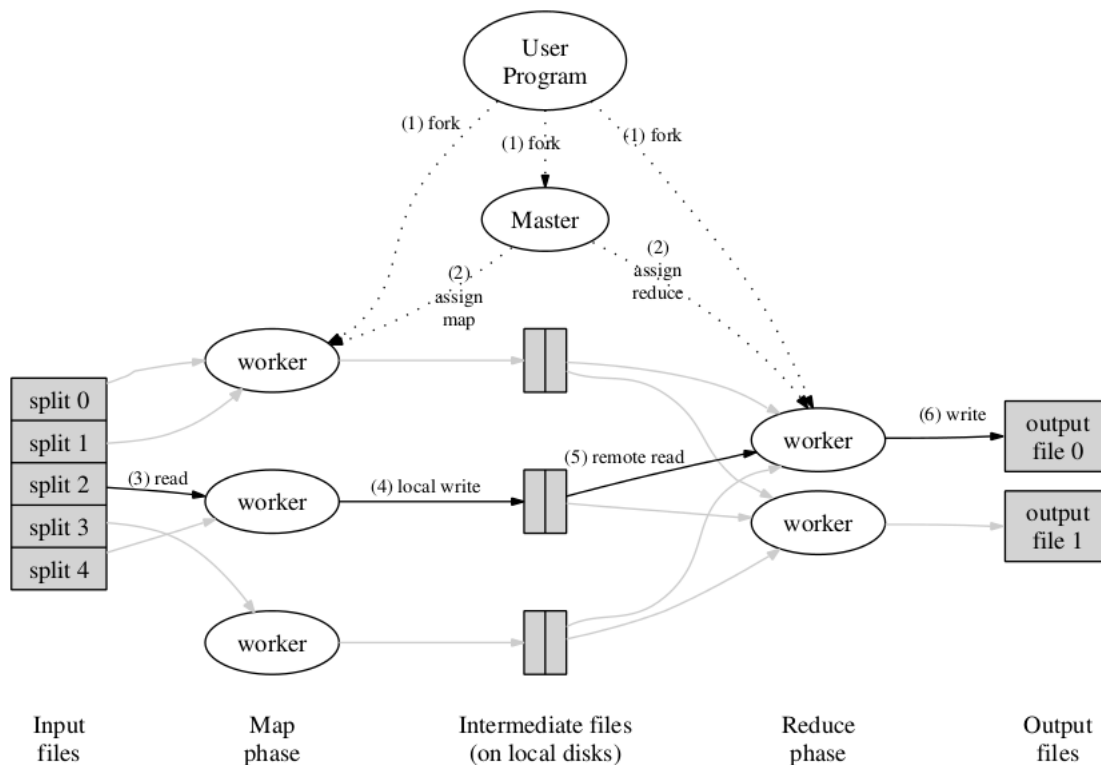 User
Program
(1) fork
(1) fork
(1) fork
Master
(2)
assign
map
(2)
assign
reduce
worker
split 0
split 1
split 2
split 3
split 4
(3) read
worker
(4) local write
(5) remote read
worker
(6) write
output
file 0
worker
output
file 1
worker
Input
files
Map
phase
Intermediate files
(on local disks)
Reduce
phase
Output
files